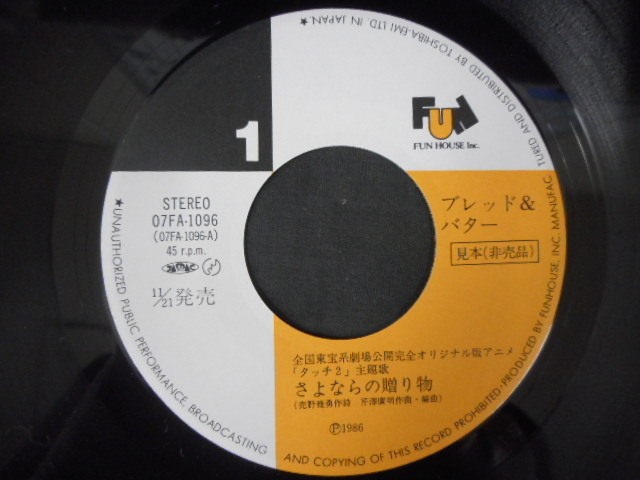 1
FUN
FUN HOUSE Inc.
STEREO
07FA-1096
(07FA-1096-A)
45 r.p.m.
11/21発売
ブレッド&
バター
見本(非売品)
全国東宝系劇場公開完全オリジナル版アニメ
「タッチ2」主題歌
さよならの贈り物
(売野雅勇作詩 芹澤廣明作曲・編曲)
Ⓟ1986
★UNAUTHORIZED PUBLIC PERFORMANCE, BROADCASTING AND COPYING OF THIS RECORD PROHIBITED・PRODUCED BY FUNHOUSE, INC. MANUFACTURED AND DISTRIBUTED BY TOSHIBA-EMI LTD. IN JAPAN.★